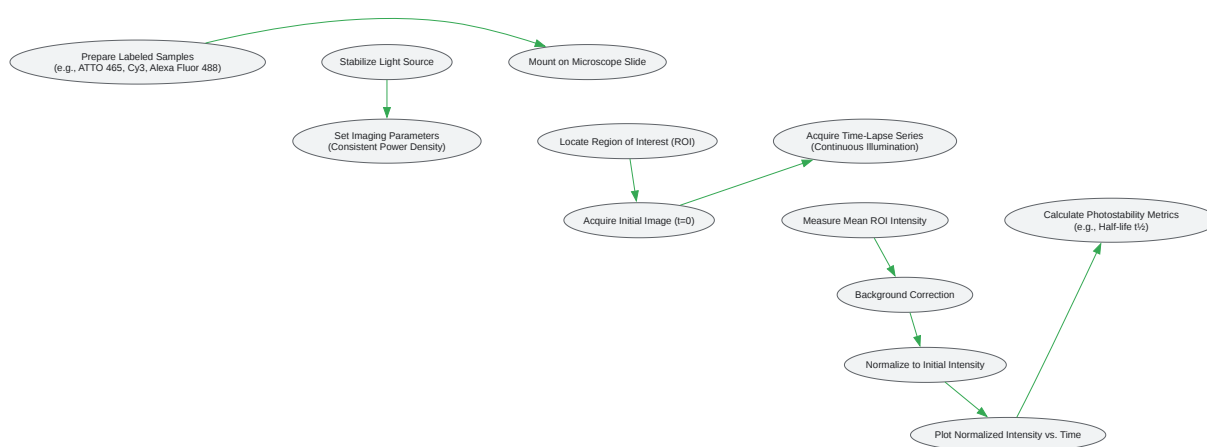 Prepare Labeled Samples
(e.g., ATTO 465, Cy3, Alexa Fluor 488)
Stabilize Light Source
Mount on Microscope Slide
Set Imaging Parameters
(Consistent Power Density)
Locate Region of Interest (ROI)
Acquire Time-Lapse Series
(Continuous Illumination)
Acquire Initial Image (t=0)
Measure Mean ROI Intensity
Calculate Photostability Metrics
(e.g., Half-life t½)
Background Correction
Normalize to Initial Intensity
Plot Normalized Intensity vs. Time